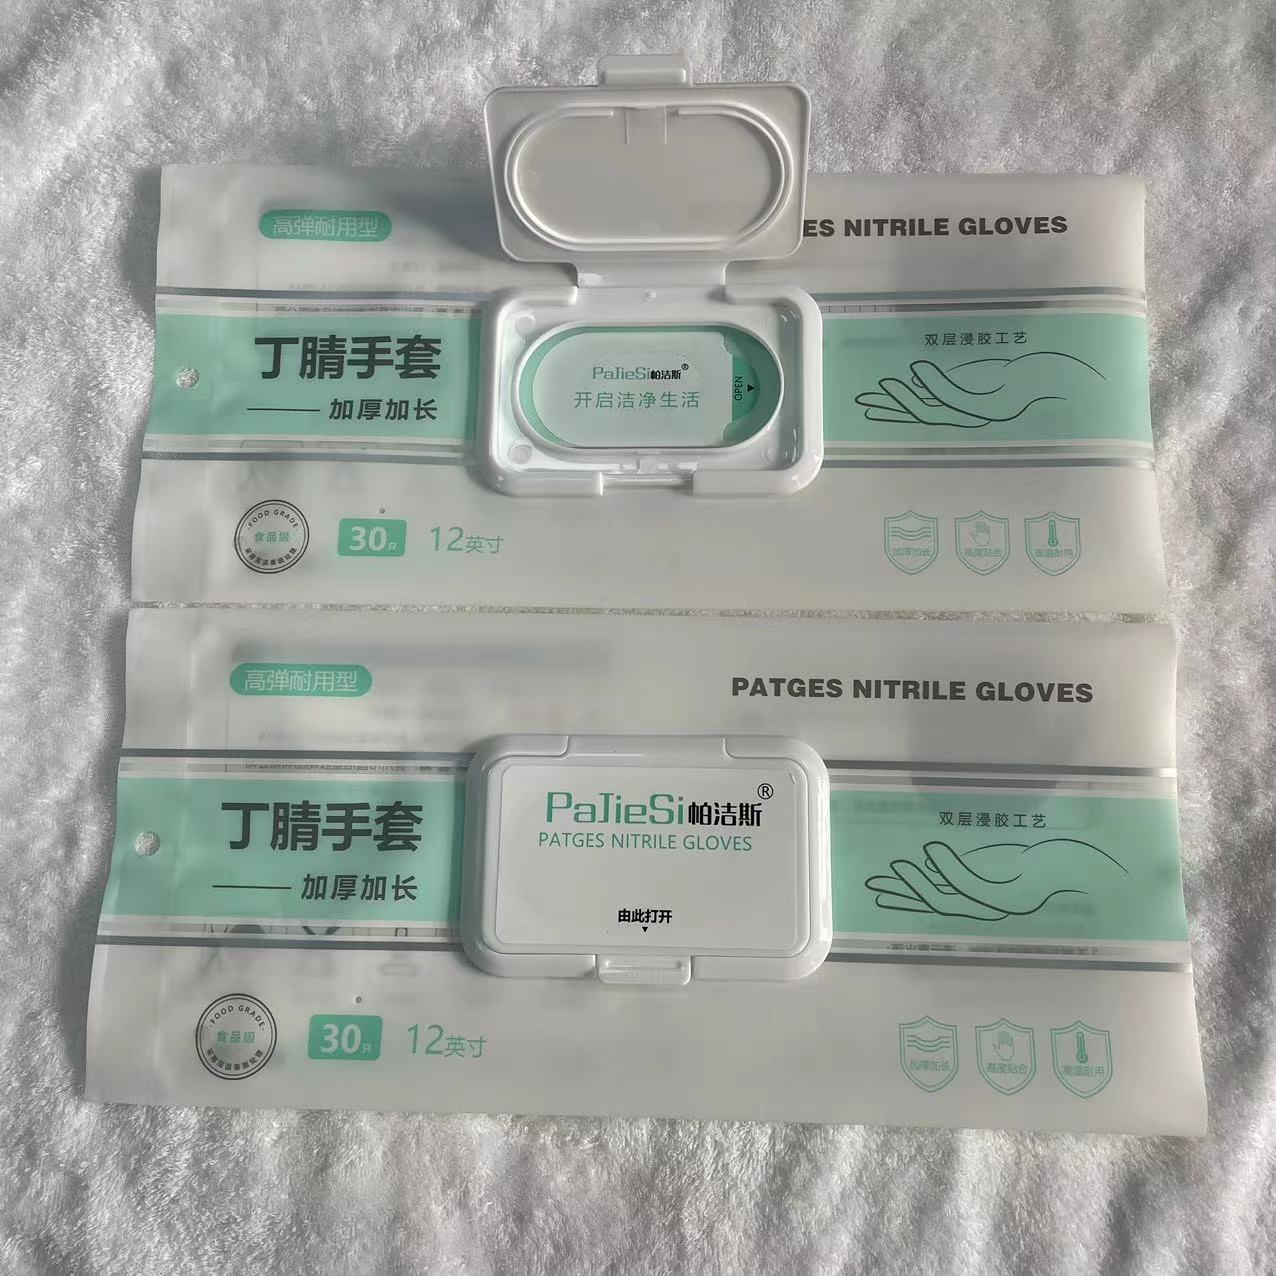 高弹耐用型
ES NITRILE GLOVES
丁腈手套
加厚加长
PaJieSi帕洁斯®
开启洁净生活
OPEN
双层浸胶工艺
FOOD GRADE
食品级
30只
12英寸
加厚加长
高度贴合
高温耐用
高弹耐用型
PATGES NITRILE GLOVES
丁腈手套
加厚加长
PaJieSi帕洁斯®
PATGES NITRILE GLOVES
由此打开
双层浸胶工艺
FOOD GRADE
食品级
30只
12英寸
加厚加长
高度贴合
高温耐用